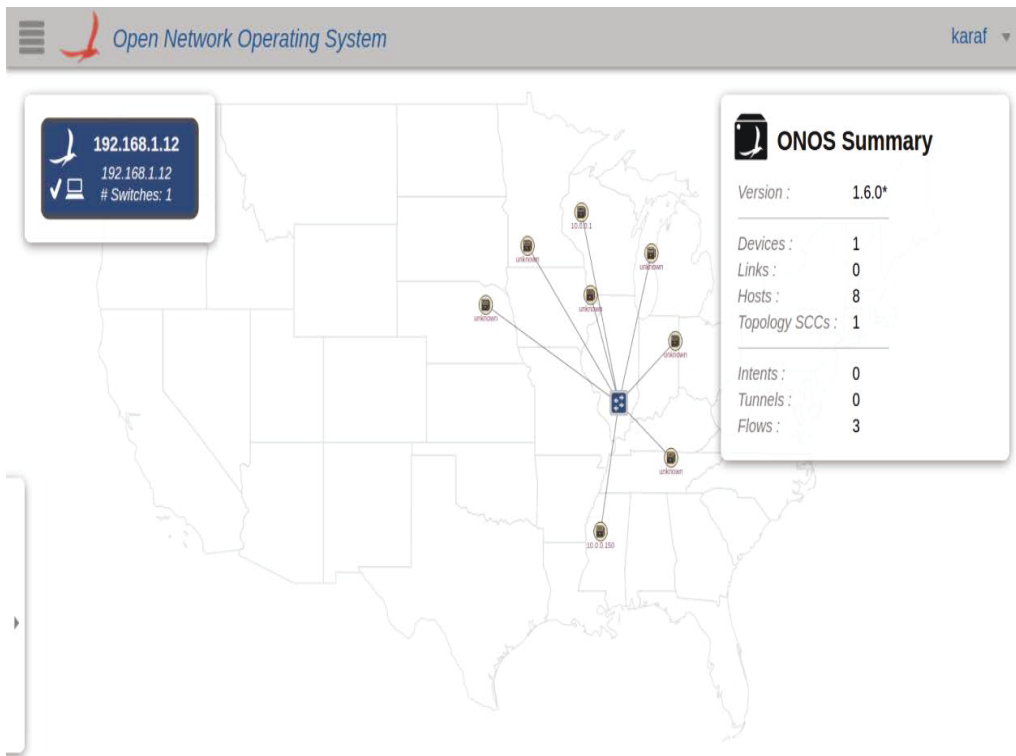 Open Network Operating System
karaf
192.168.1.12
192.168.1.12
# Switches: 1
ONOS Summary
Version : 1.6.0*
Devices : 1
Links : 0
Hosts : 8
Topology SCCs : 1
Intents : 0
Tunnels : 0
Flows : 3
10.0.0.1
unknown
unknown
unknown
unknown
unknown
unknown
10.0.0.150